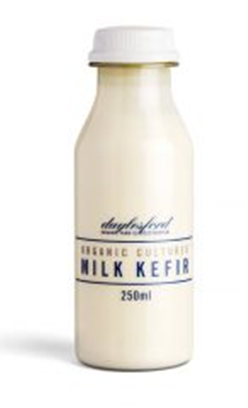 daylesford
ORGANIC CULTURED
MILK KEFIR
250ml